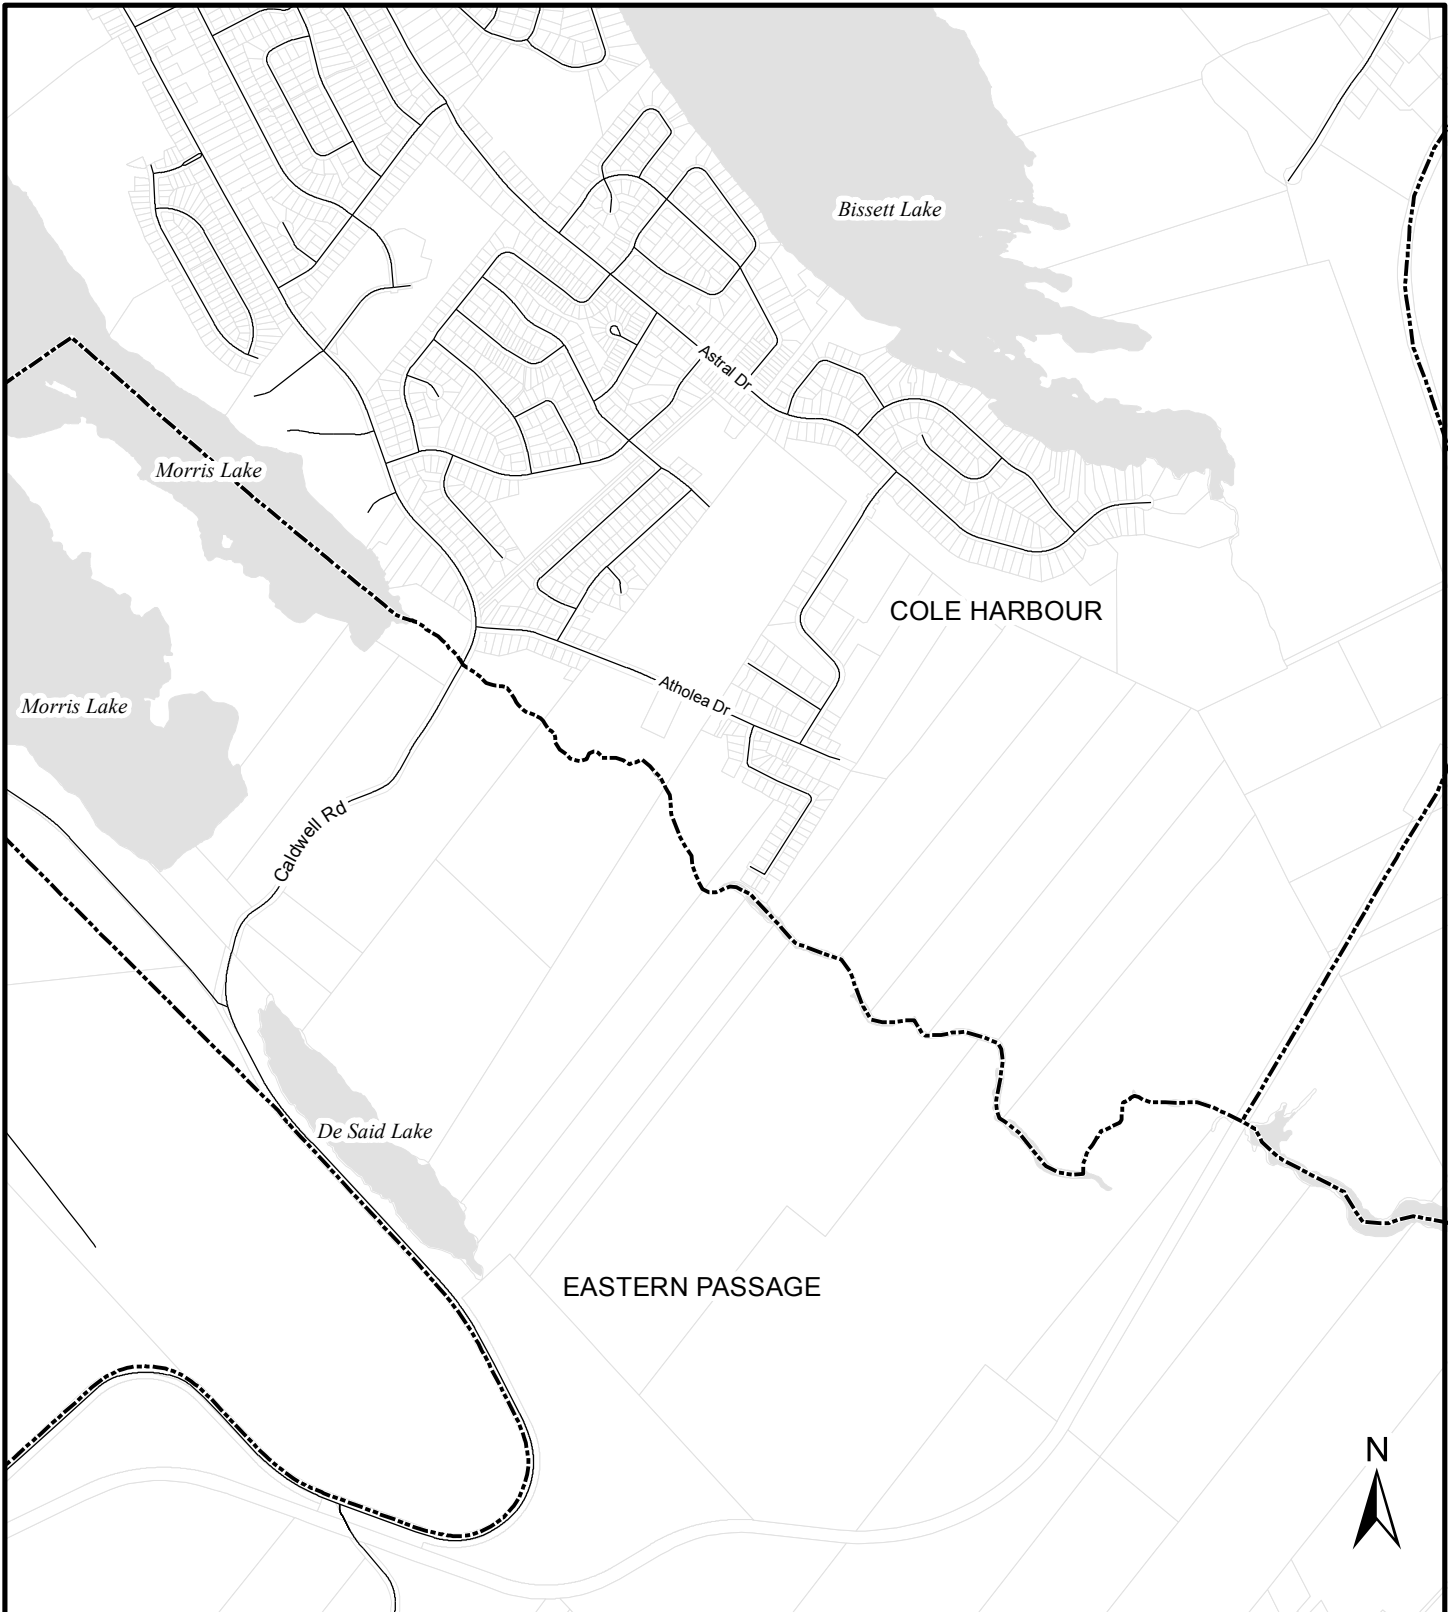 Bissett Lake
Astral Dr
Morris Lake
COLE HARBOUR
Atholea Dr
Morris Lake
Caldwell Rd
De Said Lake
EASTERN PASSAGE
N